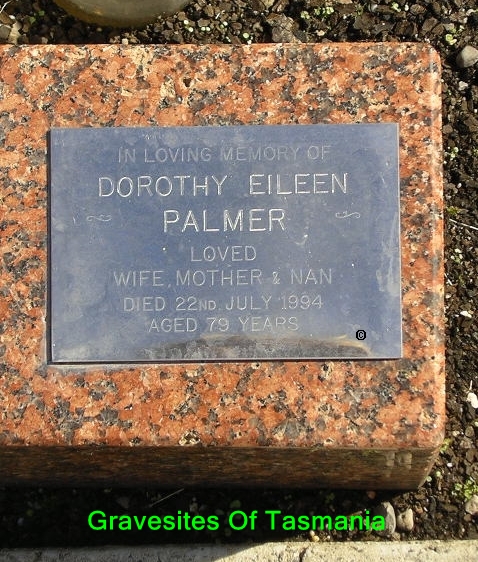 IN LOVING MEMORY OF
DOROTHY EILEEN
PALMER
LOVED
WIFE, MOTHER & NAN
DIED 22ND JULY 1994
AGED 79 YEARS
©
Gravesites Of Tasmania